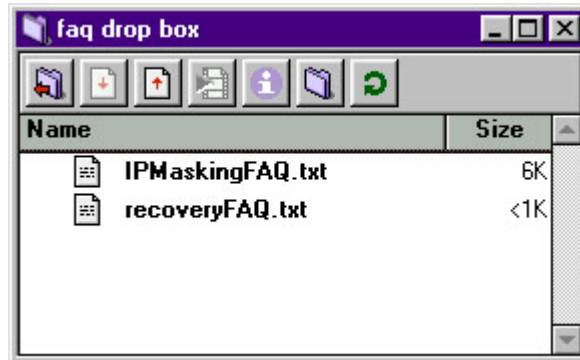 faq drop box
Name Size
IPMaskingFAQ.txt 6K
recoveryFAQ.txt <1K